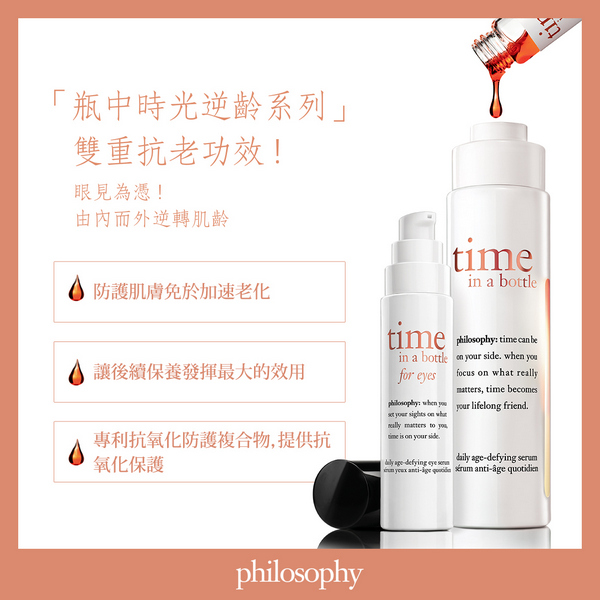 「瓶中時光逆齡系列」
雙重抗老功效！
眼見為憑！
由內而外逆轉肌齡
防護肌膚免於加速老化
讓後續保養發揮最大的效用
專利抗氧化防護複合物，提供抗
氧化保護
time
in a bottle
for eyes
philosophy: when you
set your sights on what
really matters to you,
time is on your side.
daily age-defying eye serum
sérum yeux anti-âge quotidien
time
in a bottle
philosophy: time can be
on your side. when you
focus on what really
matters, time becomes
your lifelong friend.
daily age-defying serum
sérum anti-âge quotidien
philosophy